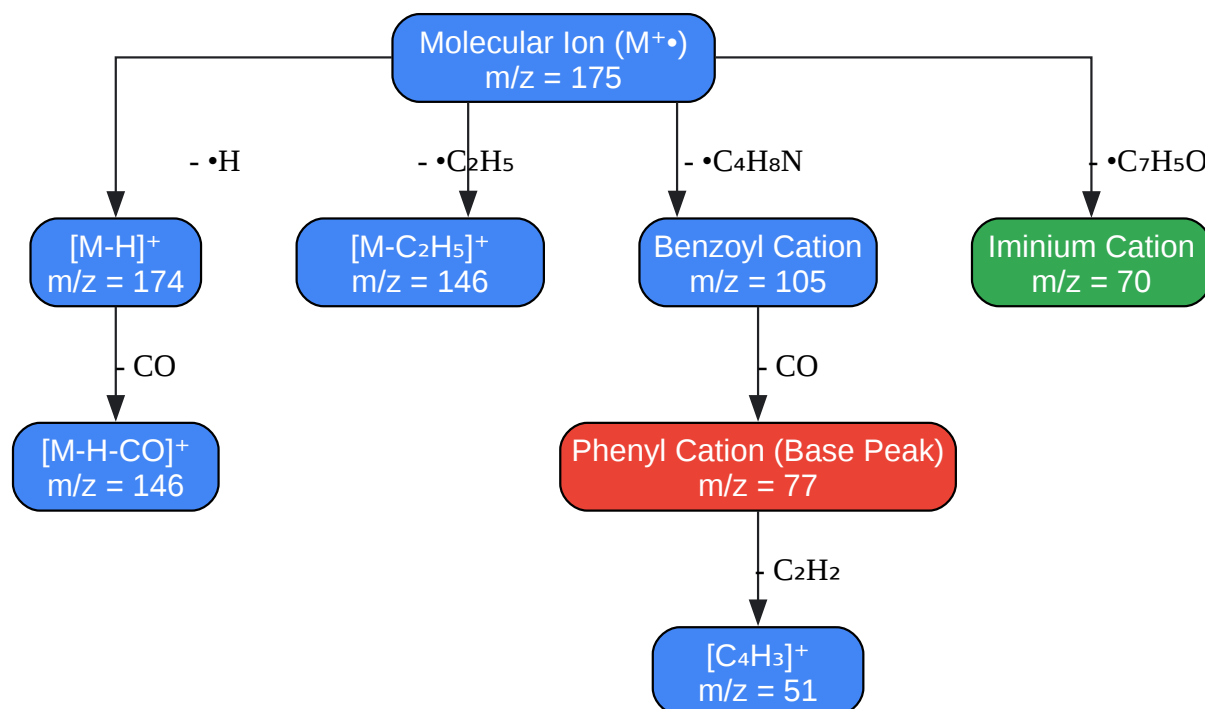 Molecular Ion (M⁺•)
m/z = 175
- •H
- •C₂H₅
- •C₄H₈N
- •C₇H₅O
[M-H]⁺
m/z = 174
[M-C₂H₅]⁺
m/z = 146
Benzoyl Cation
m/z = 105
Iminium Cation
m/z = 70
- CO
- CO
[M-H-CO]⁺
m/z = 146
Phenyl Cation (Base Peak)
m/z = 77
- C₂H₂
[C₄H₃]⁺
m/z = 51